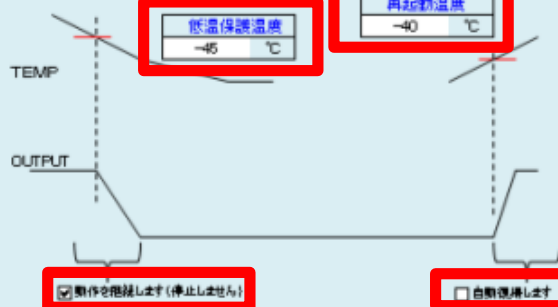 再起動温度
低温保護温度
-40 ℃
-45 ℃
TEMP
OUTPUT
動作を継続します(停止しません)
自動復帰します